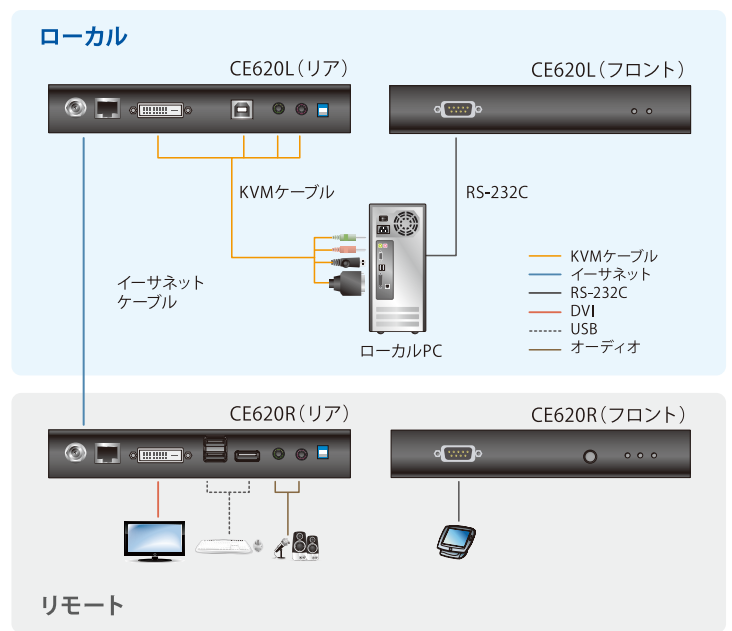 ローカル
CE620L（リア）
CE620L（フロント）
KVMケーブル
RS-232C
イーサネット
ケーブル
ローカルPC
KVMケーブル
イーサネット
RS-232C
DVI
USB
オーディオ
CE620R（リア）
CE620R（フロント）
リモート